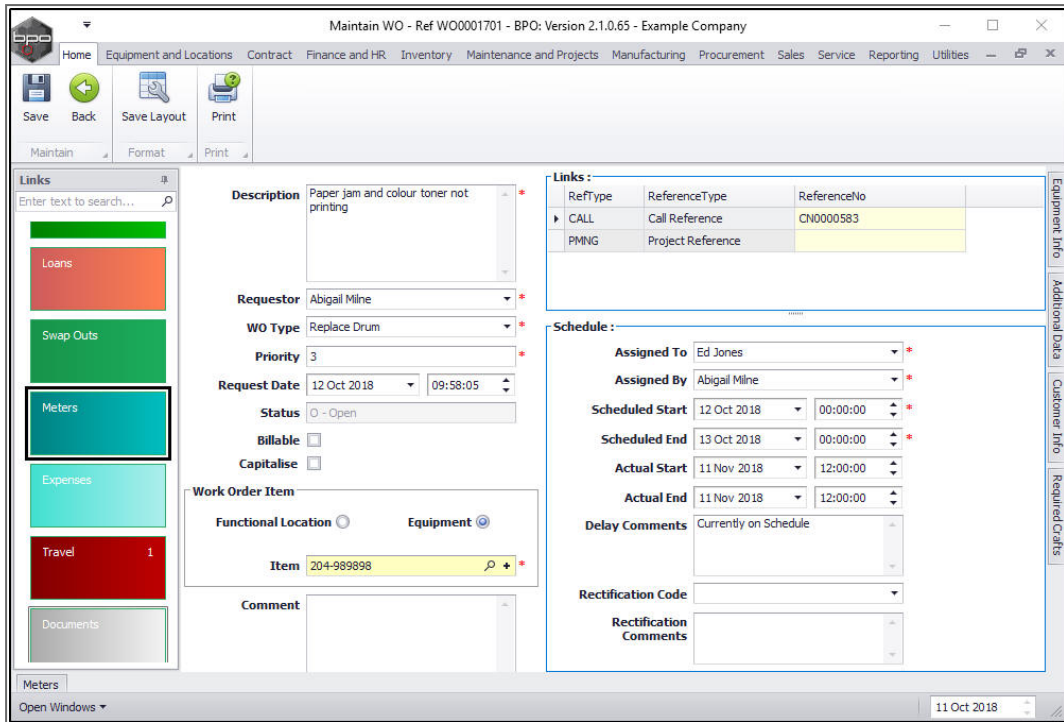 Maintain WO - Ref WO0001701 - BPO: Version 2.1.0.65 - Example Company
bpo
Home Equipment and Locations Contract Finance and HR Inventory Maintenance and Projects Manufacturing Procurement Sales Service Reporting Utilities
Save Back Save Layout Print
Maintain Format Print
Links
Enter text to search...
Loans
Swap Outs
Meters
Expenses
Travel 1
Documents
Description Paper jam and colour toner not
printing
*
Requestor Abigail Milne *
WO Type Replace Drum *
Priority 3 *
Request Date 12 Oct 2018 09:58:05
Status O - Open
Billable
Capitalise
Work Order Item
Functional Location Equipment
Item 204-989898 *
Comment
Links :
RefType ReferenceType ReferenceNo
CALL Call Reference CN0000583
PMNG Project Reference
Schedule :
Assigned To Ed Jones *
Assigned By Abigail Milne *
Scheduled Start 12 Oct 2018 00:00:00 *
Scheduled End 13 Oct 2018 00:00:00 *
Actual Start 11 Nov 2018 12:00:00
Actual End 11 Nov 2018 12:00:00
Delay Comments Currently on Schedule
Rectification Code
Rectification
Comments
Equipment Info
Additional Data
Customer Info
Required Crafts
Meters
Open Windows
11 Oct 2018